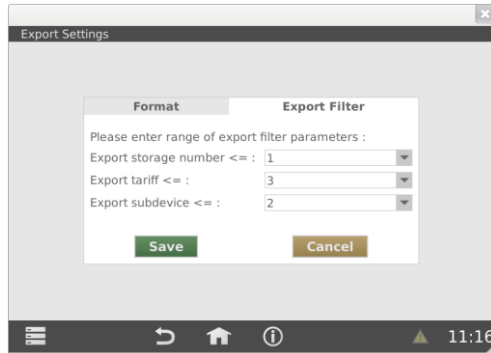 Export Settings
Format Export Filter
Please enter range of export filter parameters :
Export storage number <= : 1
Export tariff <= : 3
Export subdevice <= : 2
Save Cancel
11:16